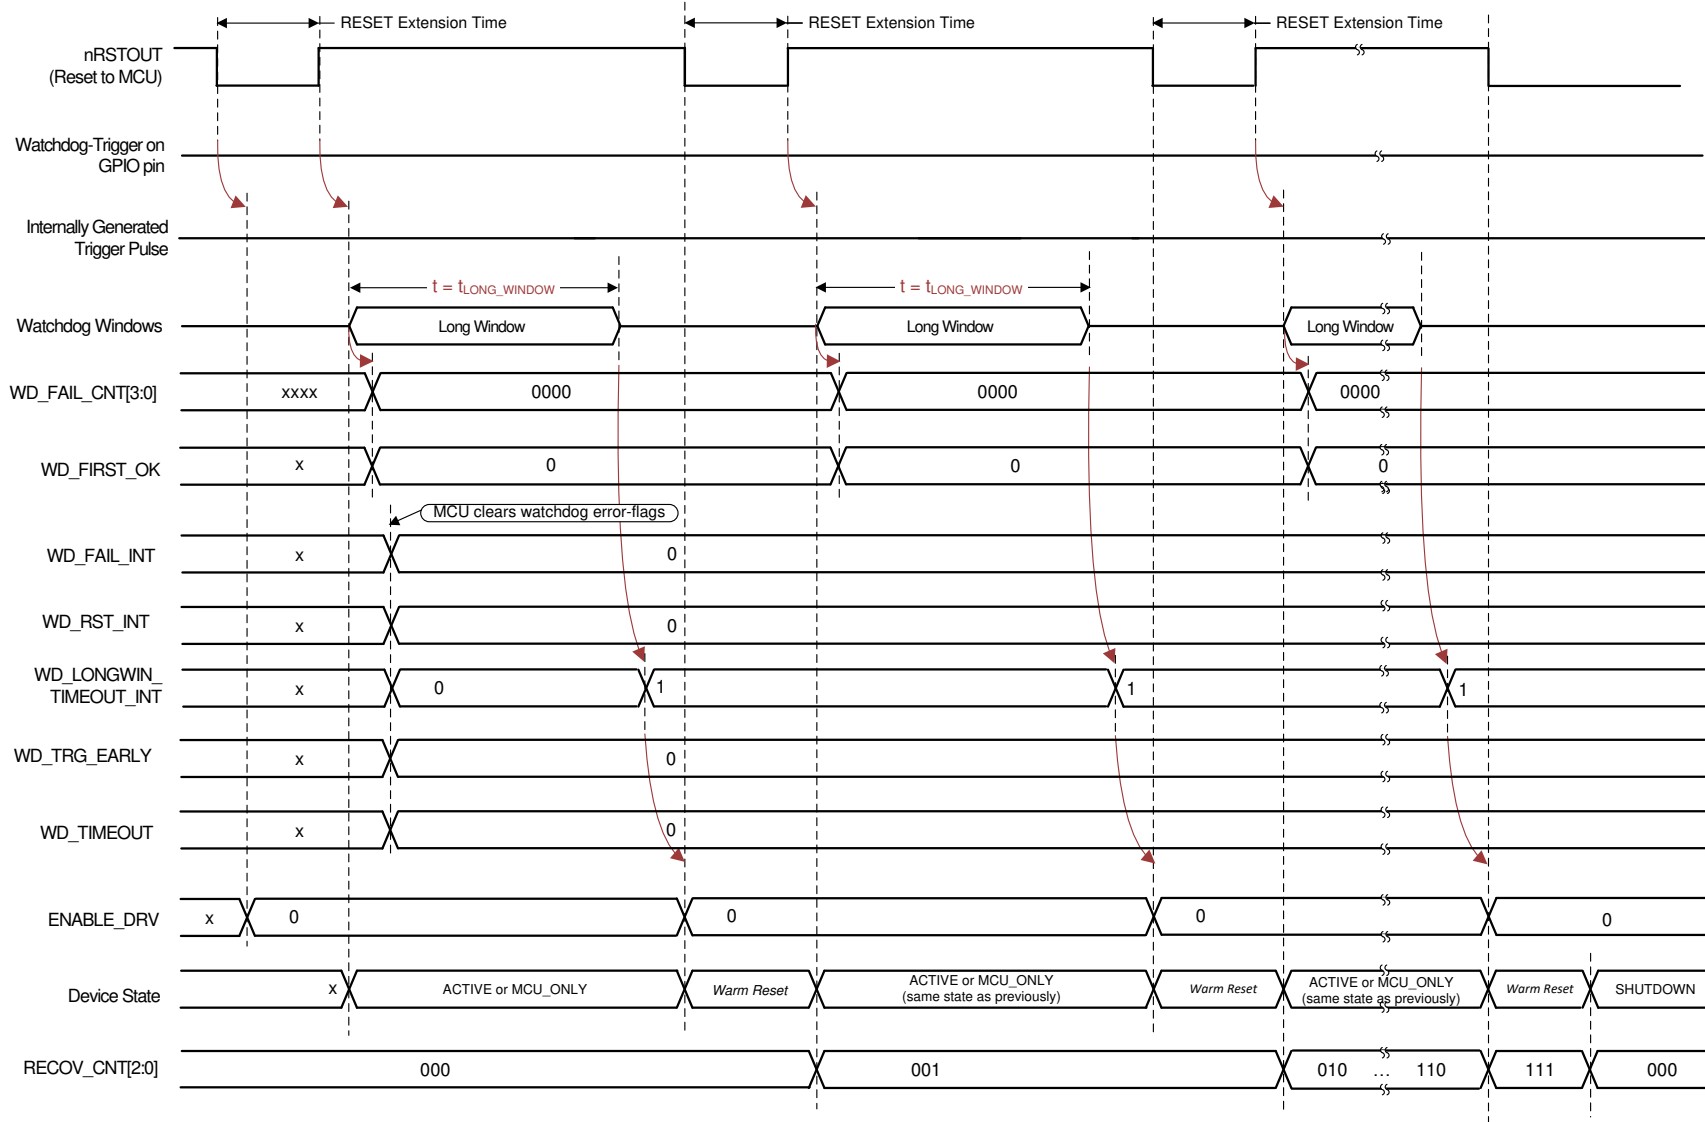 RESET Extension Time RESET Extension Time RESET Extension Time
nRSTOUT
(Reset to MCU)
Watchdog-Trigger on
GPIO pin
Internally Generated
Trigger Pulse
t = tLONG_WINDOW t = tLONG_WINDOW
Watchdog Windows Long Window Long Window Long Window
WD_FAIL_CNT[3:0] xxxx 0000 0000 0000
WD_FIRST_OK x 0 0 0
MCU clears watchdog error-flags
WD_FAIL_INT x 0
WD_RST_INT x 0
WD_LONGWIN_
TIMEOUT_INT x 0 1 1 1
WD_TRG_EARLY x 0
WD_TIMEOUT x 0
ENABLE_DRV x 0 0 0 0
Device State x ACTIVE or MCU_ONLY Warm Reset ACTIVE or MCU_ONLY
(same state as previously) Warm Reset ACTIVE or MCU_ONLY
(same state as previously) Warm Reset SHUTDOWN
RECOV_CNT[2:0] 000 001 010 ... 110 111 000